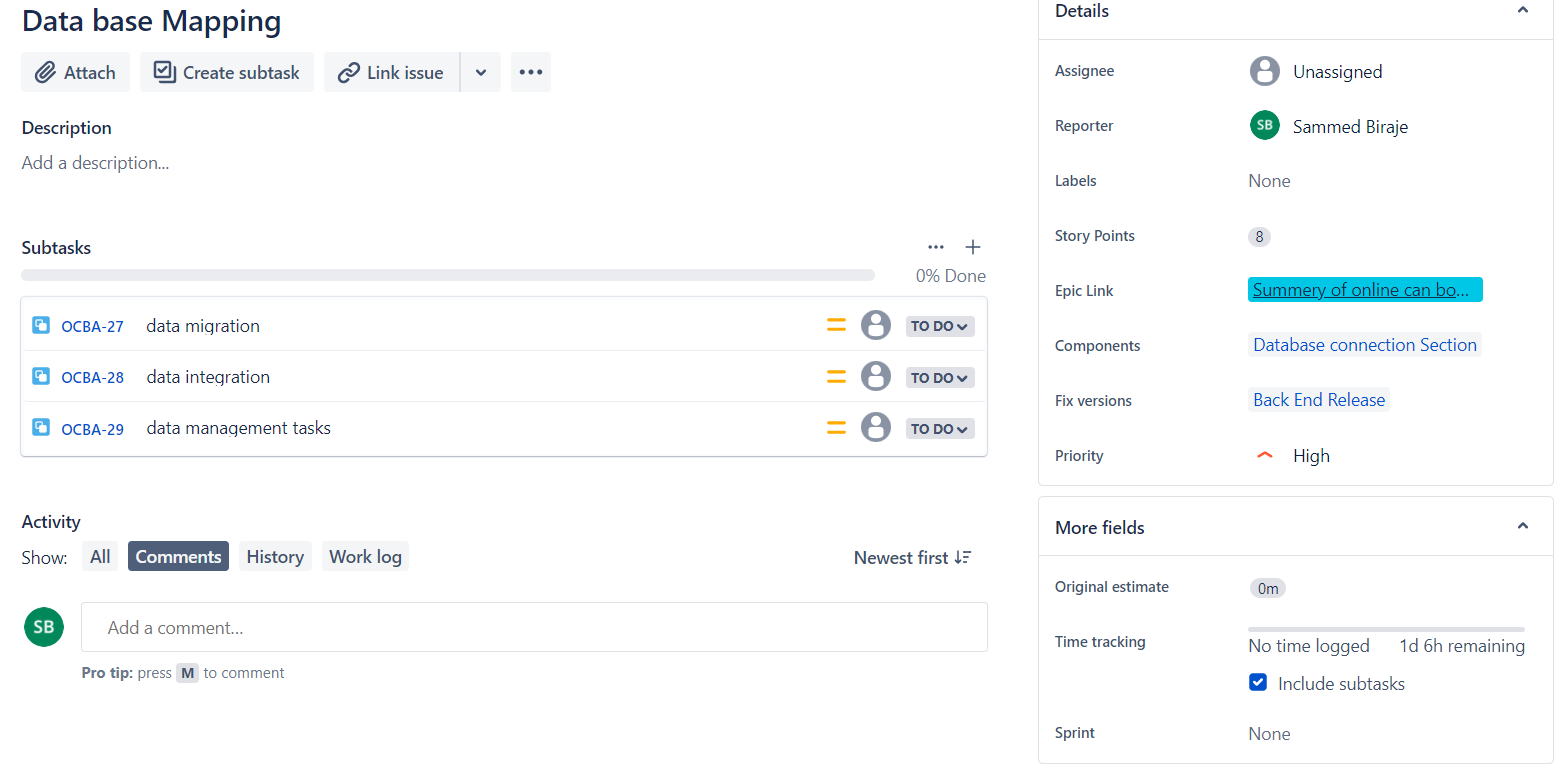 Data base Mapping
Attach
Create subtask
Link issue
Description
Add a description...
Subtasks
0% Done
OCBA-27 data migration TO DO
OCBA-28 data integration TO DO
OCBA-29 data management tasks TO DO
Activity
Show: All Comments History Work log Newest first
SB Add a comment...
Pro tip: press M to comment
Details
Assignee Unassigned
Reporter SB Sammed Biraje
Labels None
Story Points 8
Epic Link Summery of online can bo...
Components Database connection Section
Fix versions Back End Release
Priority High
More fields
Original estimate 0m
Time tracking No time logged 1d 6h remaining
Include subtasks
Sprint None